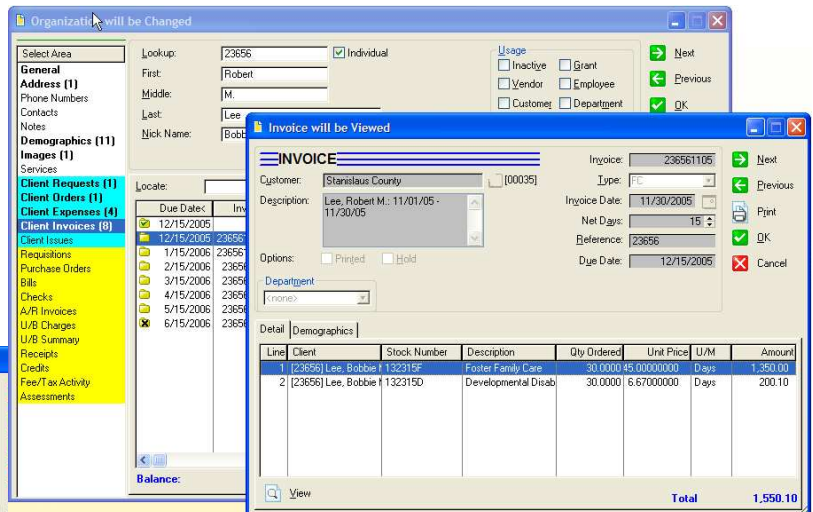 Organization will be Changed
Select Area
General
Address (1)
Phone Numbers
Contacts
Notes
Demographics (11)
Images (1)
Services
Client Requests (1)
Client Orders (1)
Client Expenses (4)
Client Invoices (8)
Client Issues
Requisitions
Purchase Orders
Bills
Checks
A/R Invoices
U/B Charges
U/B Summary
Receipts
Credits
Fee/Tax Activity
Assessments
Lookup: 23656 Individual
First: Robert
Middle: M.
Last: Lee
Nick Name: Bobb
Usage
Inactive Grant
Vendor Employee
Customer Department
Next
Previous
OK
Locate:
Due Date< Inv
12/15/2005
12/15/2005 23656
1/15/2006 23656
2/15/2006 2365
3/15/2006 2365
4/15/2006 2365
5/15/2006 2365
6/15/2006 2365
Balance:
Invoice will be Viewed
INVOICE
Customer: Stanislaus County [00035]
Description: Lee, Robert M.: 11/01/05 -
11/30/05
Options: Printed Hold
Department
<none>
Invoice: 236561105
Type: FC
Invoice Date: 11/30/2005
Net Days: 15
Reference: 23656
Due Date: 12/15/2005
Next
Previous
Print
OK
Cancel
Detail Demographics
Line Client Stock Number Description Qty Ordered Unit Price U/M Amount
1 [23656] Lee, Bobbie M 132315F Foster Family Care 30.0000 45.00000000 Days 1,350.00
2 [23656] Lee, Bobbie M 132315D Developmental Disab 30.0000 6.67000000 Days 200.10
View
Total 1,550.10